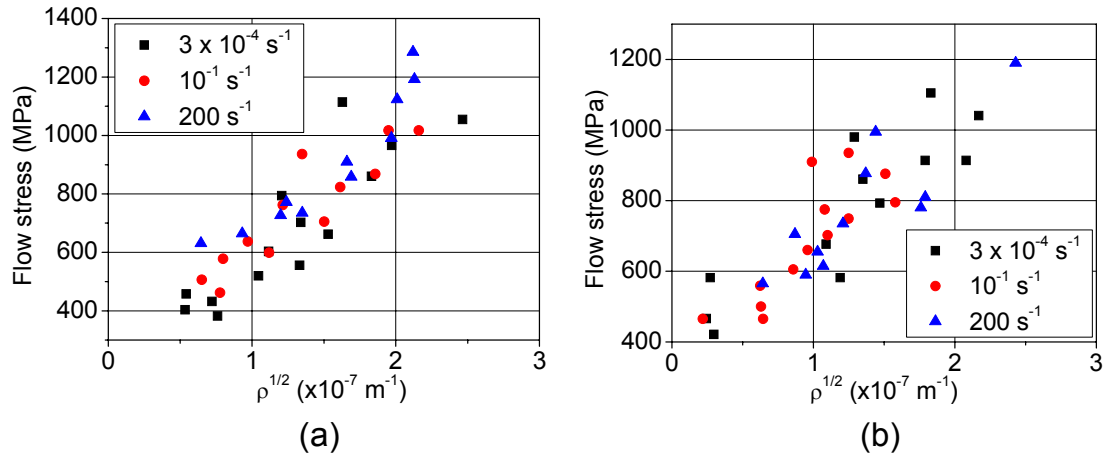 1400
1200
1000
800
600
400
Flow stress (MPa)
3 x 10⁻⁴ s⁻¹
10⁻¹ s⁻¹
200 s⁻¹
0 1 2 3
ρ^1/2 (x10⁻⁷ m⁻¹)
(a)
1200
1000
800
600
400
Flow stress (MPa)
3 x 10⁻⁴ s⁻¹
10⁻¹ s⁻¹
200 s⁻¹
0 1 2 3
ρ^1/2 (x10⁻⁷ m⁻¹)
(b)